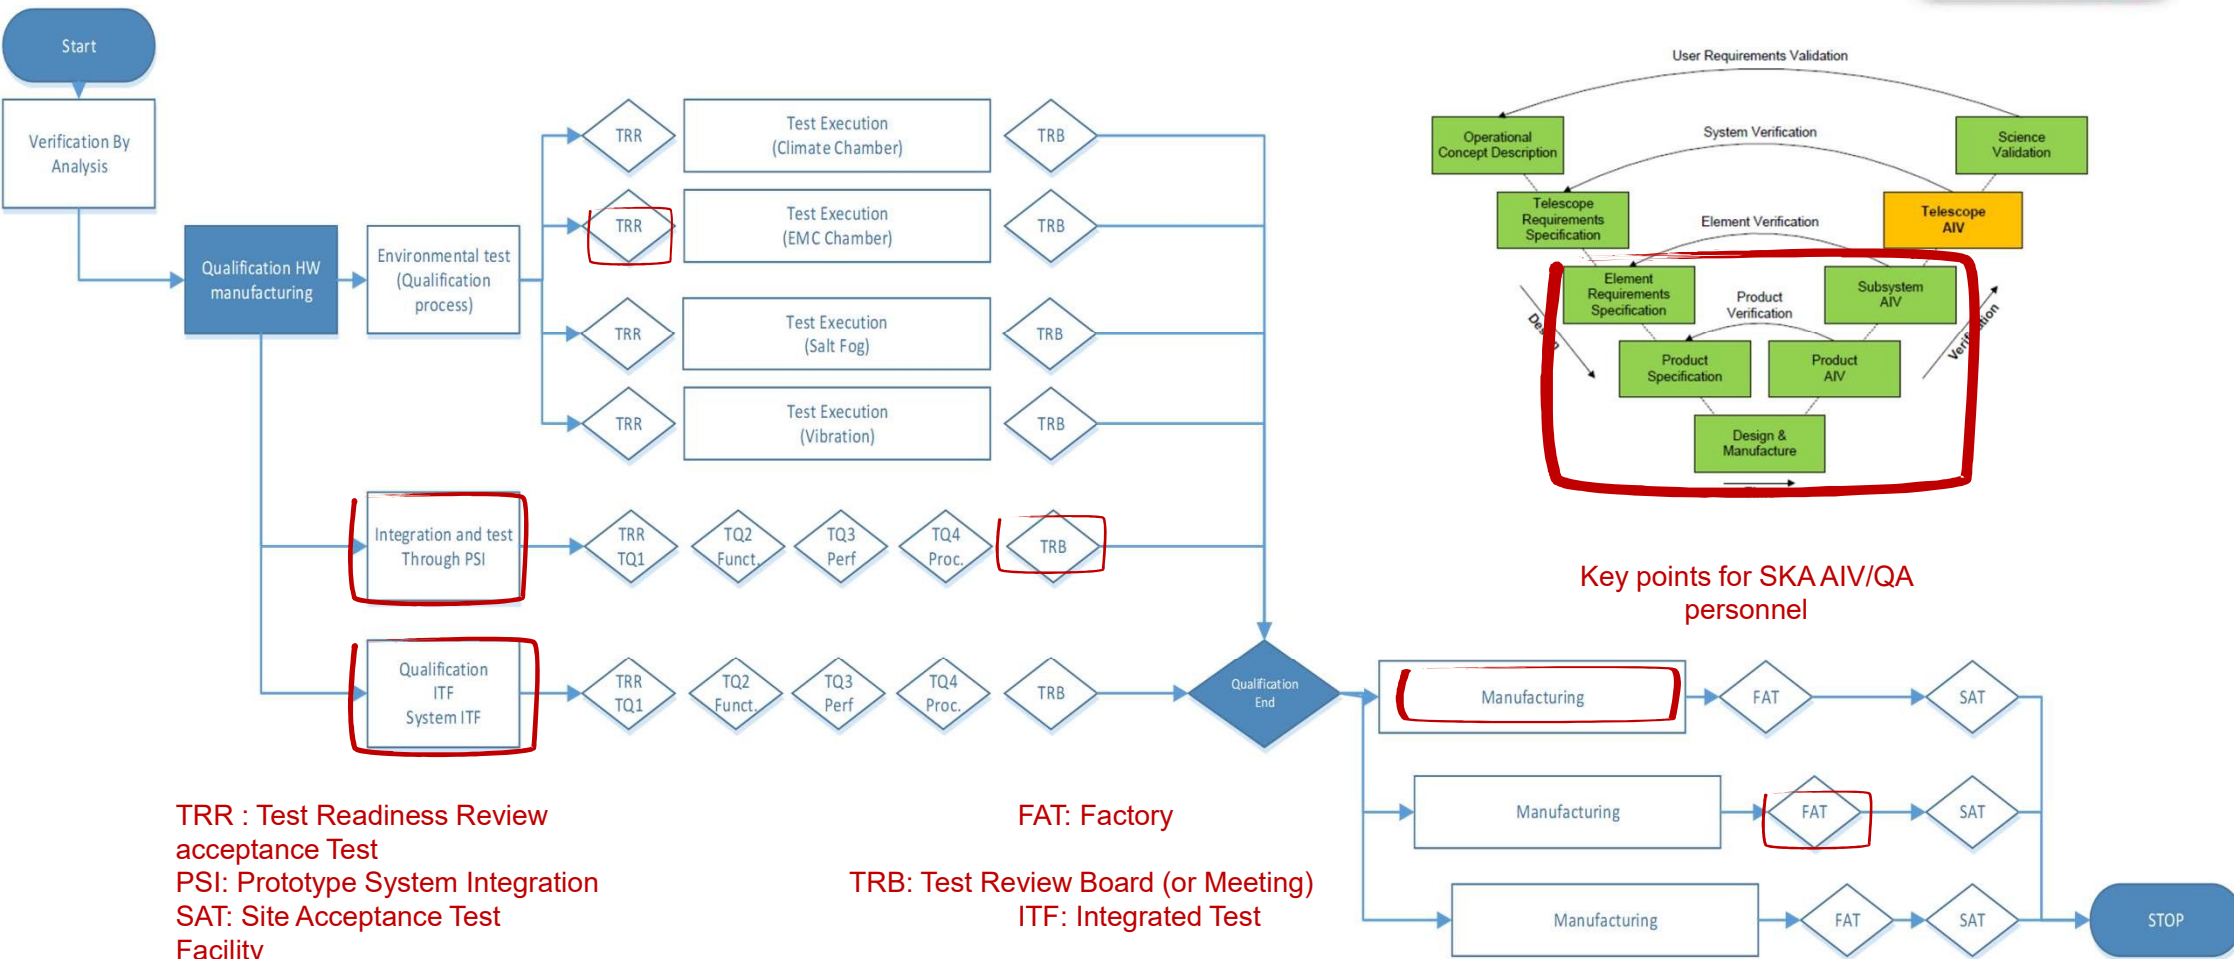 Start
Verification By
Analysis
Qualification HW
manufacturing
Environmental test
(Qualification
process)
TRR
Test Execution
(Climate Chamber)
TRB
TRR
Test Execution
(EMC Chamber)
TRB
TRR
Test Execution
(Salt Fog)
TRB
TRR
Test Execution
(Vibration)
TRB
Integration and test
Through PSI
TRR
TQ1
TQ2
Funct.
TQ3
Perf
TQ4
Proc.
TRB
Qualification
ITF
System ITF
TRR
TQ1
TQ2
Funct.
TQ3
Perf
TQ4
Proc.
TRB
Qualification
End
Manufacturing
FAT
SAT
Manufacturing
FAT
SAT
Manufacturing
FAT
SAT
STOP
User Requirements Validation
Operational
Concept Description
System Verification
Science
Validation
Telescope
Requirements
Specification
Element Verification
Telescope
AIV
Element
Requirements
Specification
Product
Verification
Subsystem
AIV
Verification
Product
Specification
Product
AIV
Design &
Manufacture
Key points for SKA AIV/QA
personnel
TRR : Test Readiness Review
acceptance Test
PSI: Prototype System Integration
SAT: Site Acceptance Test
Facility
FAT: Factory
TRB: Test Review Board (or Meeting)
ITF: Integrated Test